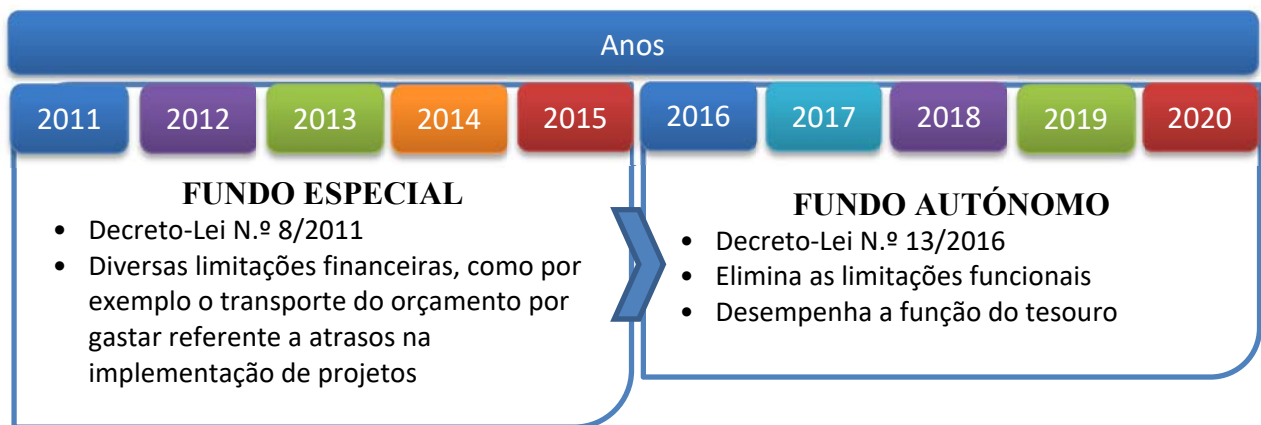 Anos
2011 2012 2013 2014 2015 2016 2017 2018 2019 2020
FUNDO ESPECIAL
• Decreto-Lei N.º 8/2011
• Diversas limitações financeiras, como por
exemplo o transporte do orçamento por
gastar referente a atrasos na
implementação de projetos
FUNDO AUTÓNOMO
• Decreto-Lei N.º 13/2016
• Elimina as limitações funcionais
• Desempenha a função do tesouro